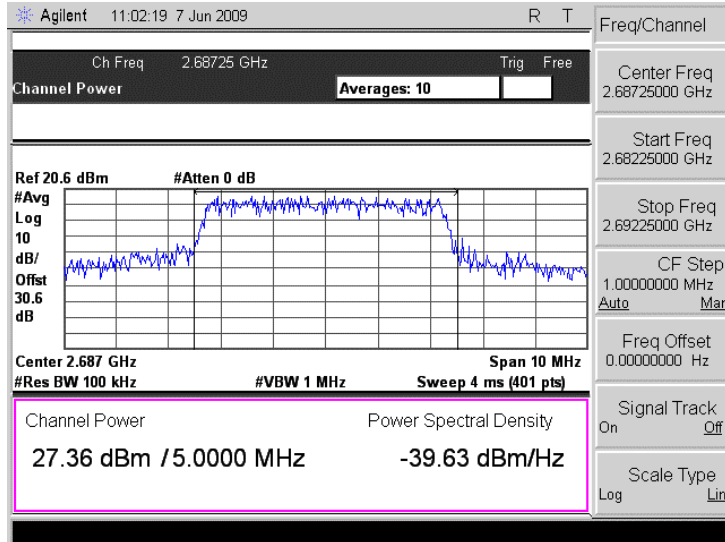 Agilent 11:02:19 7 Jun 2009 R T
Ch Freq 2.68725 GHz Trig Free
Channel Power Averages: 10
Ref 20.6 dBm #Atten 0 dB
#Avg
Log
10
dB/
Offst
30.6
dB
Center 2.687 GHz Span 10 MHz
#Res BW 100 kHz #VBW 1 MHz Sweep 4 ms (401 pts)
Channel Power Power Spectral Density
27.36 dBm / 5.0000 MHz -39.63 dBm/Hz
Freq/Channel
Center Freq
2.68725000 GHz
Start Freq
2.68225000 GHz
Stop Freq
2.69225000 GHz
CF Step
1.00000000 MHz
Auto Man
Freq Offset
0.00000000 Hz
Signal Track
On Off
Scale Type
Log Lin